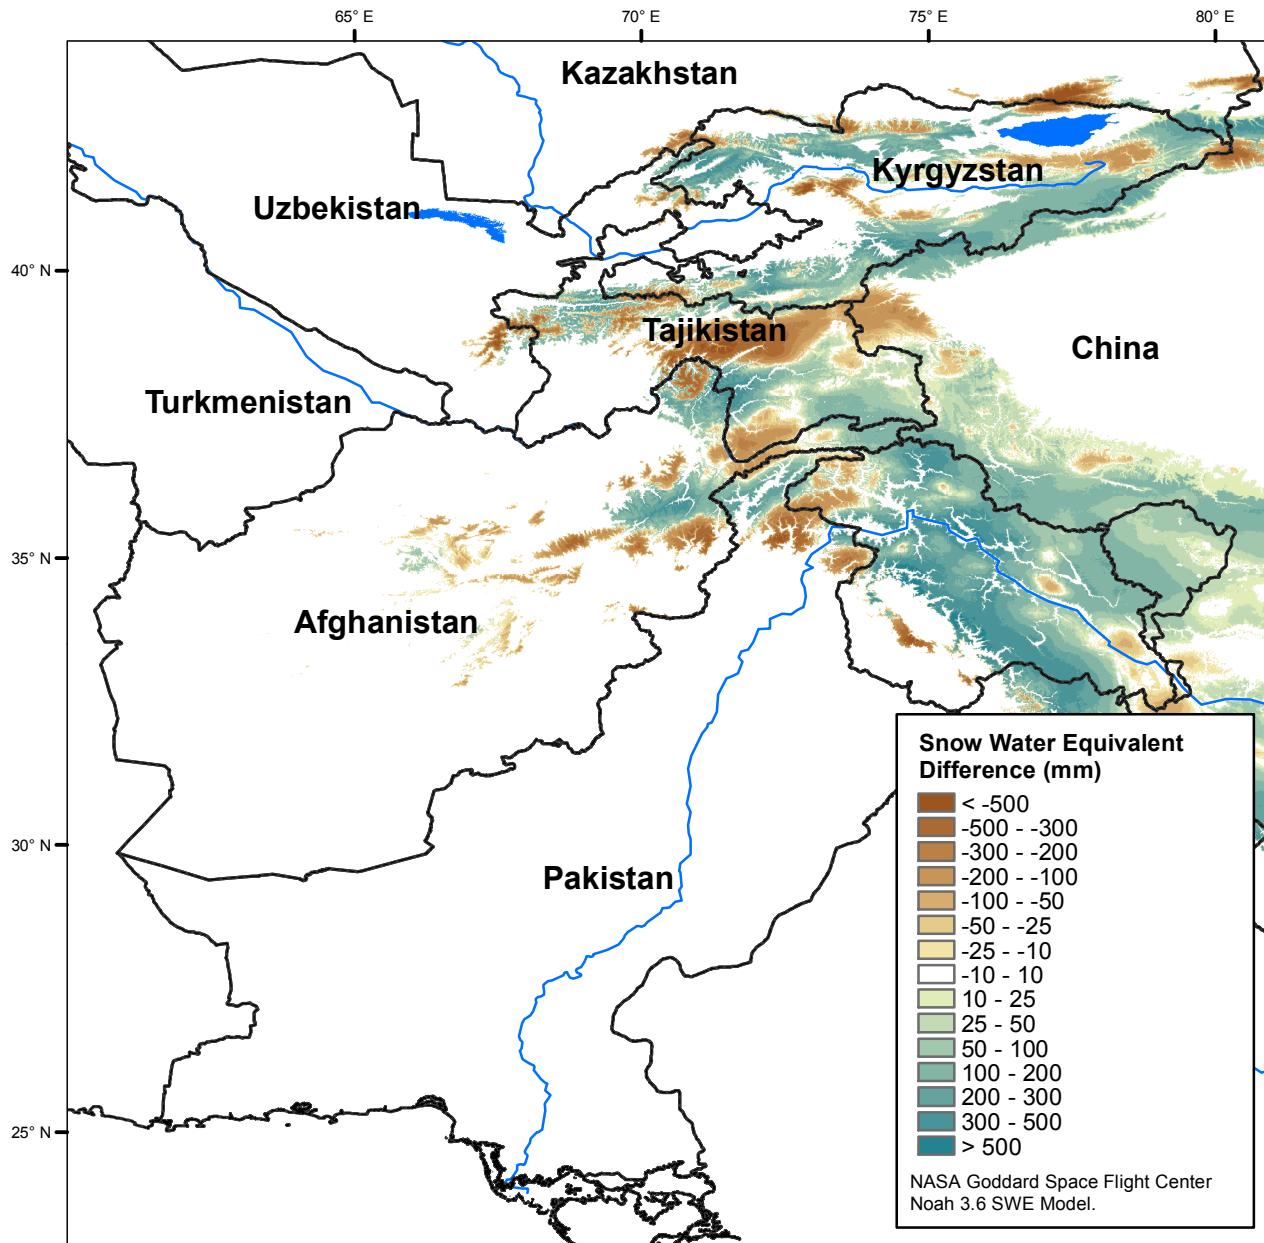 65° E
70° E
75° E
80° E
Kazakhstan
Kyrgyzstan
Uzbekistan
40° N
Tajikistan
China
Turkmenistan
35° N
Afghanistan
30° N
Pakistan
25° N
Snow Water Equivalent
Difference (mm)
< -500
-500 - -300
-300 - -200
-200 - -100
-100 - -50
-50 - -25
-25 - -10
-10 - 10
10 - 25
25 - 50
50 - 100
100 - 200
200 - 300
300 - 500
> 500
NASA Goddard Space Flight Center
Noah 3.6 SWE Model.